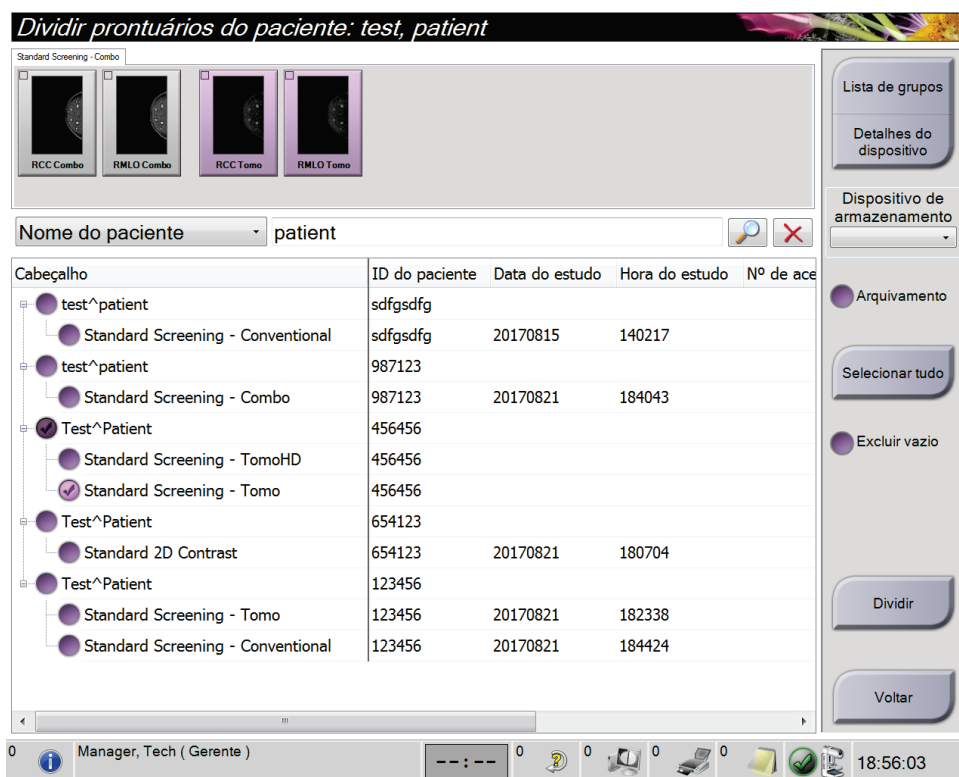 Dividir prontuários do paciente: test, patient
Standard Screening - Combo
RCC Combo RMLO Combo RCC Tomo RMLO Tomo
Lista de grupos
Detalhes do
dispositivo
Dispositivo de
armazenamento
Nome do paciente patient
Cabeçalho ID do paciente Data do estudo Hora do estudo Nº de ace
test^patient sdfgsdfg
Standard Screening - Conventional sdfgsdfg 20170815 140217
test^patient 987123
Standard Screening - Combo 987123 20170821 184043
Test^Patient 456456
Standard Screening - TomoHD 456456
Standard Screening - Tomo 456456
Test^Patient 654123
Standard 2D Contrast 654123 20170821 180704
Test^Patient 123456
Standard Screening - Tomo 123456 20170821 182338
Standard Screening - Conventional 123456 20170821 184424
Arquivamento
Selecionar tudo
Excluir vazio
Dividir
Voltar
0 Manager, Tech ( Gerente ) --:-- 0 0 0 0 18:56:03